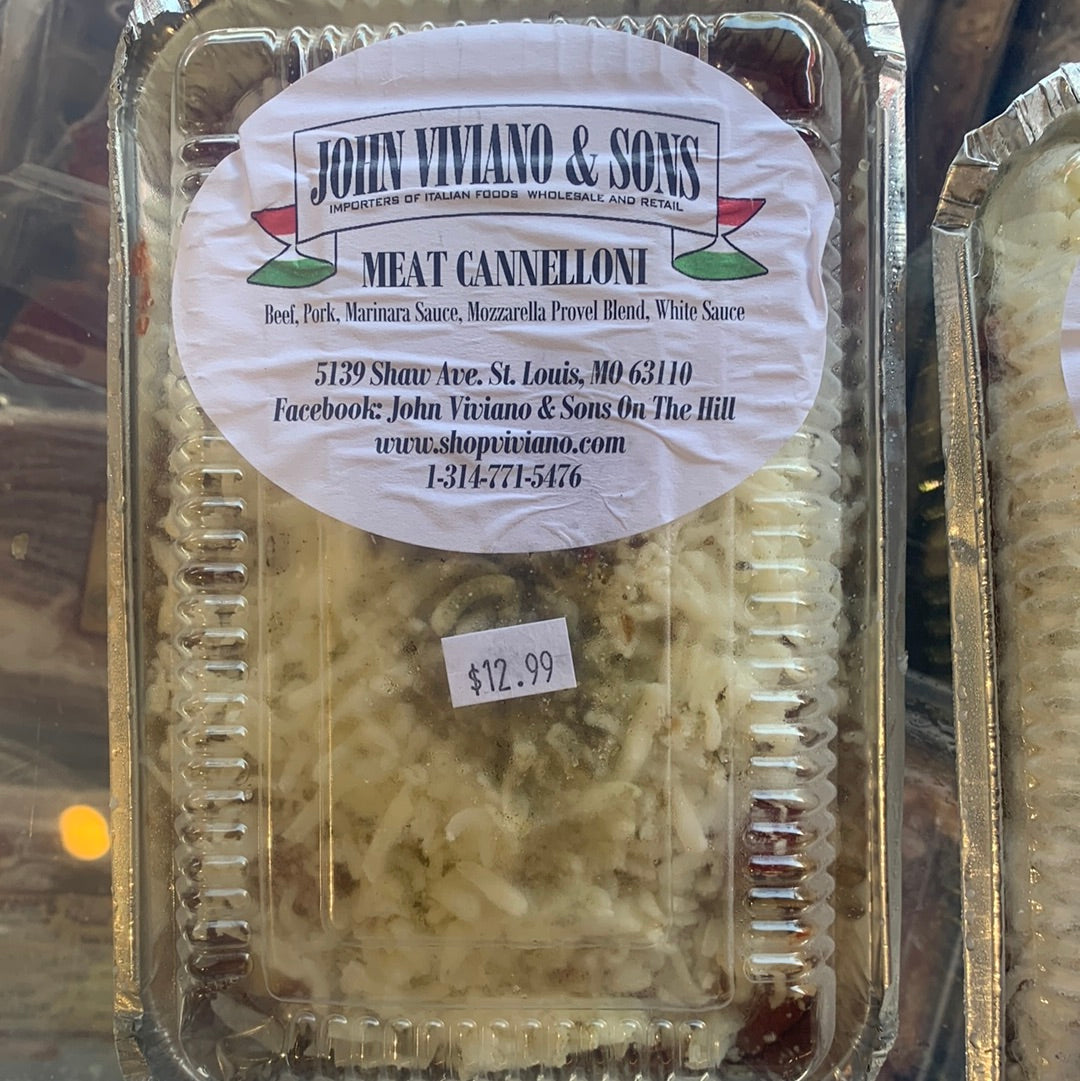 JOHN VIVIANO & SONS
IMPORTERS OF ITALIAN FOODS WHOLESALE AND RETAIL
MEAT CANNELLONI
Beef, Pork, Marinara Sauce, Mozzarella Provel Blend, White Sauce
5139 Shaw Ave. St. Louis, MO 63110
Facebook: John Viviano & Sons On The Hill
www.shopviviano.com
1-314-771-5476
$12.99